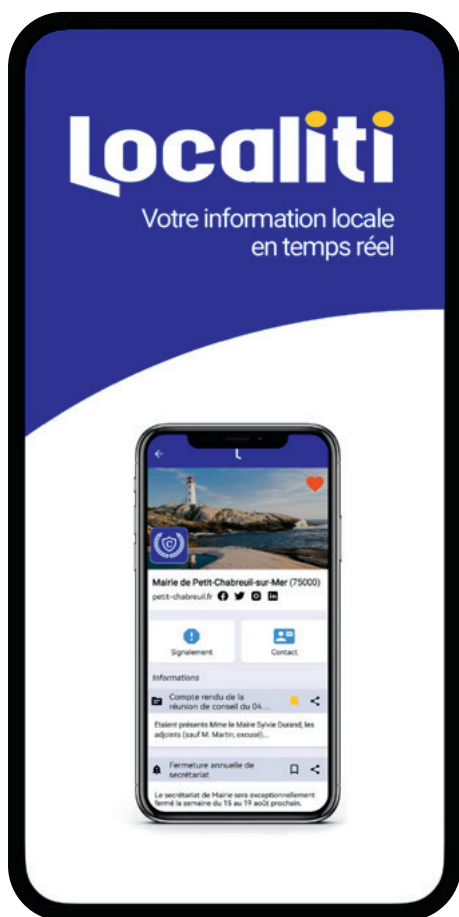 Localiti
Votre information locale
en temps réel
Mairie de Petit-Chabreuil-sur-Mer (75000)
petit-chabreuil.fr
Signalement
Contact
Informations
Compte rendu de la
réunion de conseil du 04....
Etaient présents Mme le Maire Sylvie Durand, les
adjoints (sauf M. Martin, excusé)...
Fermeture annuelle de
secrétariat
Le secrétariat de Mairie sera exceptionnellement
fermé la semaine du 15 au 19 août prochain.